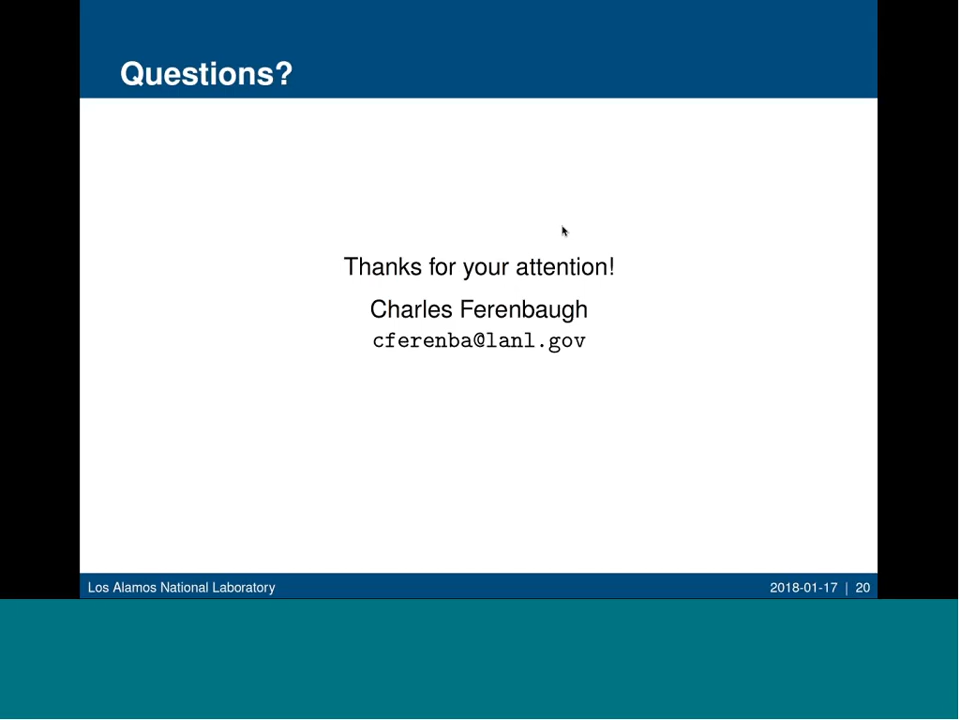 Questions?
Thanks for your attention!
Charles Ferenbaugh
cferenba@lanl.gov
Los Alamos National Laboratory
2018-01-17 | 20